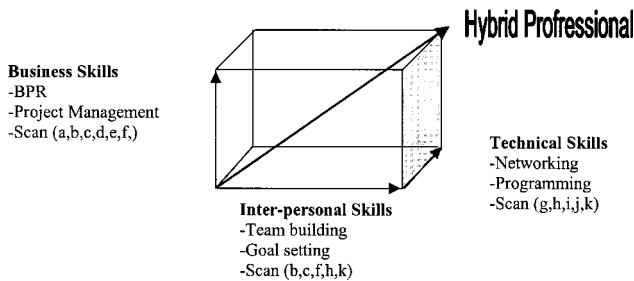 Hybrid Profressional
Business Skills
-BPR
-Project Management
-Scan (a,b,c,d,e,f,)
Technical Skills
-Networking
-Programming
-Scan (g,h,i,j,k)
Inter-personal Skills
-Team building
-Goal setting
-Scan (b,c,f,h,k)